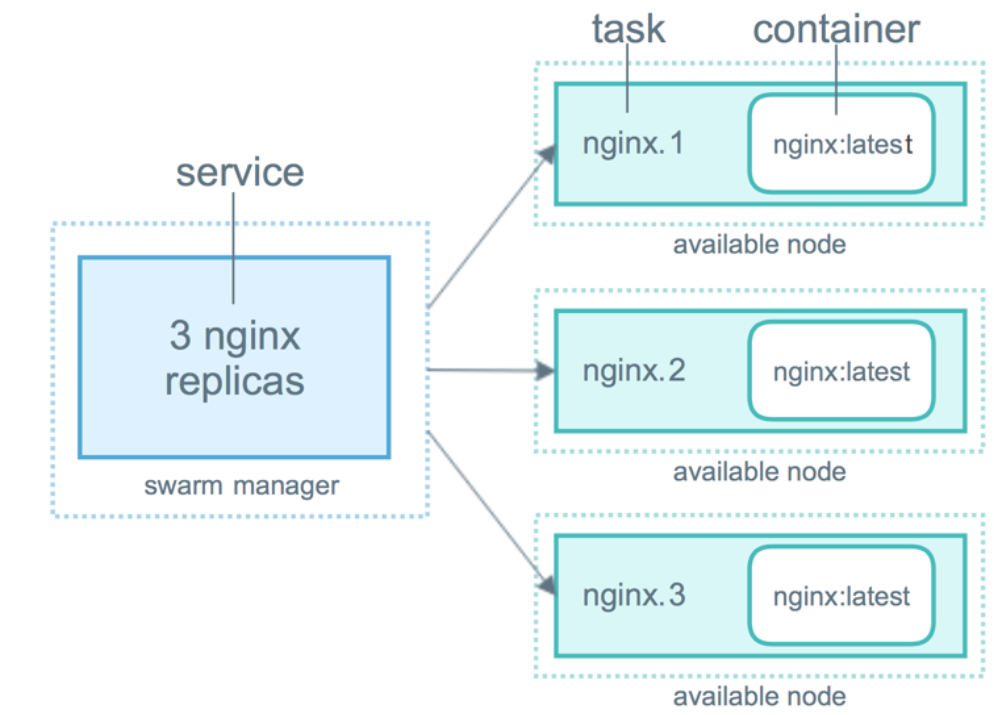 task
container
nginx.1
nginx:latest
available node
service
3 nginx
replicas
swarm manager
nginx.2
nginx:latest
available node
nginx.3
nginx:latest
available node